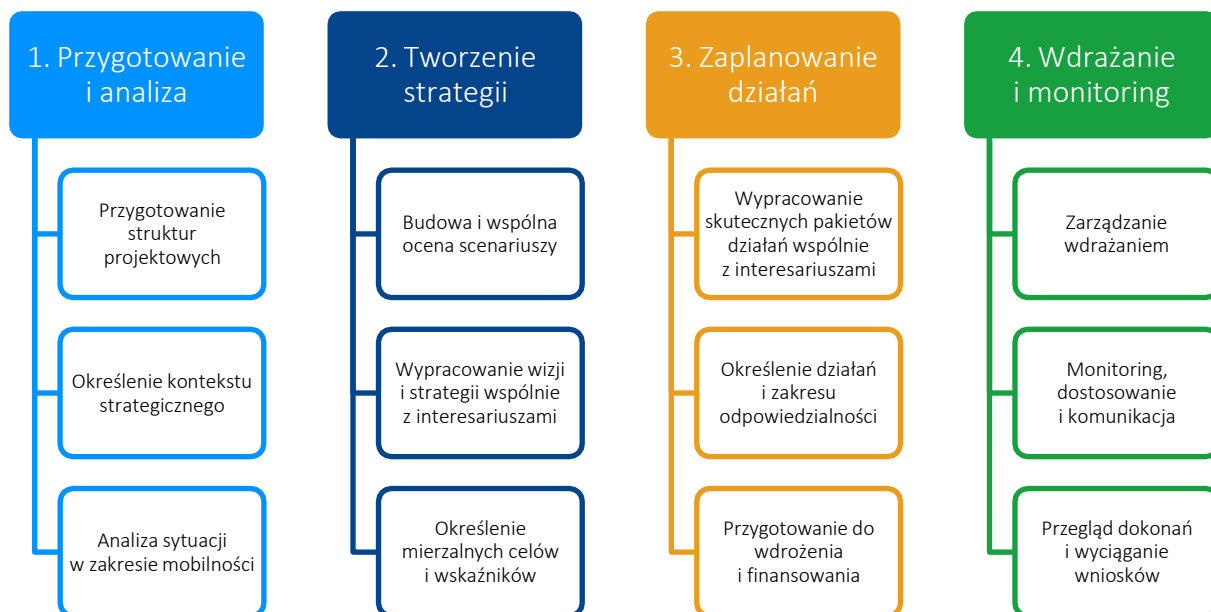 1. Przygotowanie
i analiza
Przygotowanie
struktur
projektowych
Określenie kontekstu
strategicznego
Analiza sytuacji
w zakresie mobilności
2. Tworzenie
strategii
Budowa i wspólna
ocena scenariuszy
Wypracowanie wizji
i strategii wspólnie
z interesariuszami
Określenie
mierzalnych celów
i wskaźników
3. Zaplanowanie
działań
Wypracowanie
skutecznych pakietów
działań wspólnie
z interesariuszami
Określenie działań
i zakresu
odpowiedzialności
Przygotowanie do
wdrożenia
i finansowania
4. Wdrażanie
i monitoring
Zarządzanie
wdrażaniem
Monitoring,
dostosowanie
i komunikacja
Przegląd dokonań
i wyciąganie
wniosków